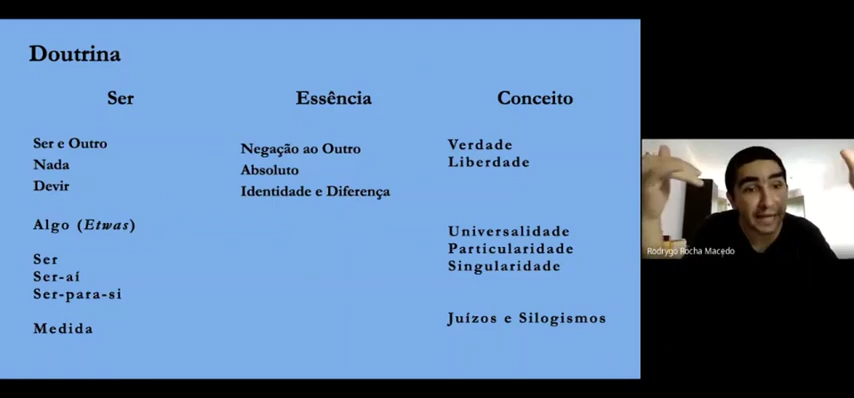 Doutrina
Ser
Ser e Outro
Nada
Devir
Algo (Etwas)
Ser
Ser-aí
Ser-para-si
Medida
Essência
Negação ao Outro
Absoluto
Identidade e Diferença
Conceito
Verdade
Liberdade
Universalidade
Particularidade
Singularidade
Juízos e Silogismos
Rodrygo Rocha Macedo